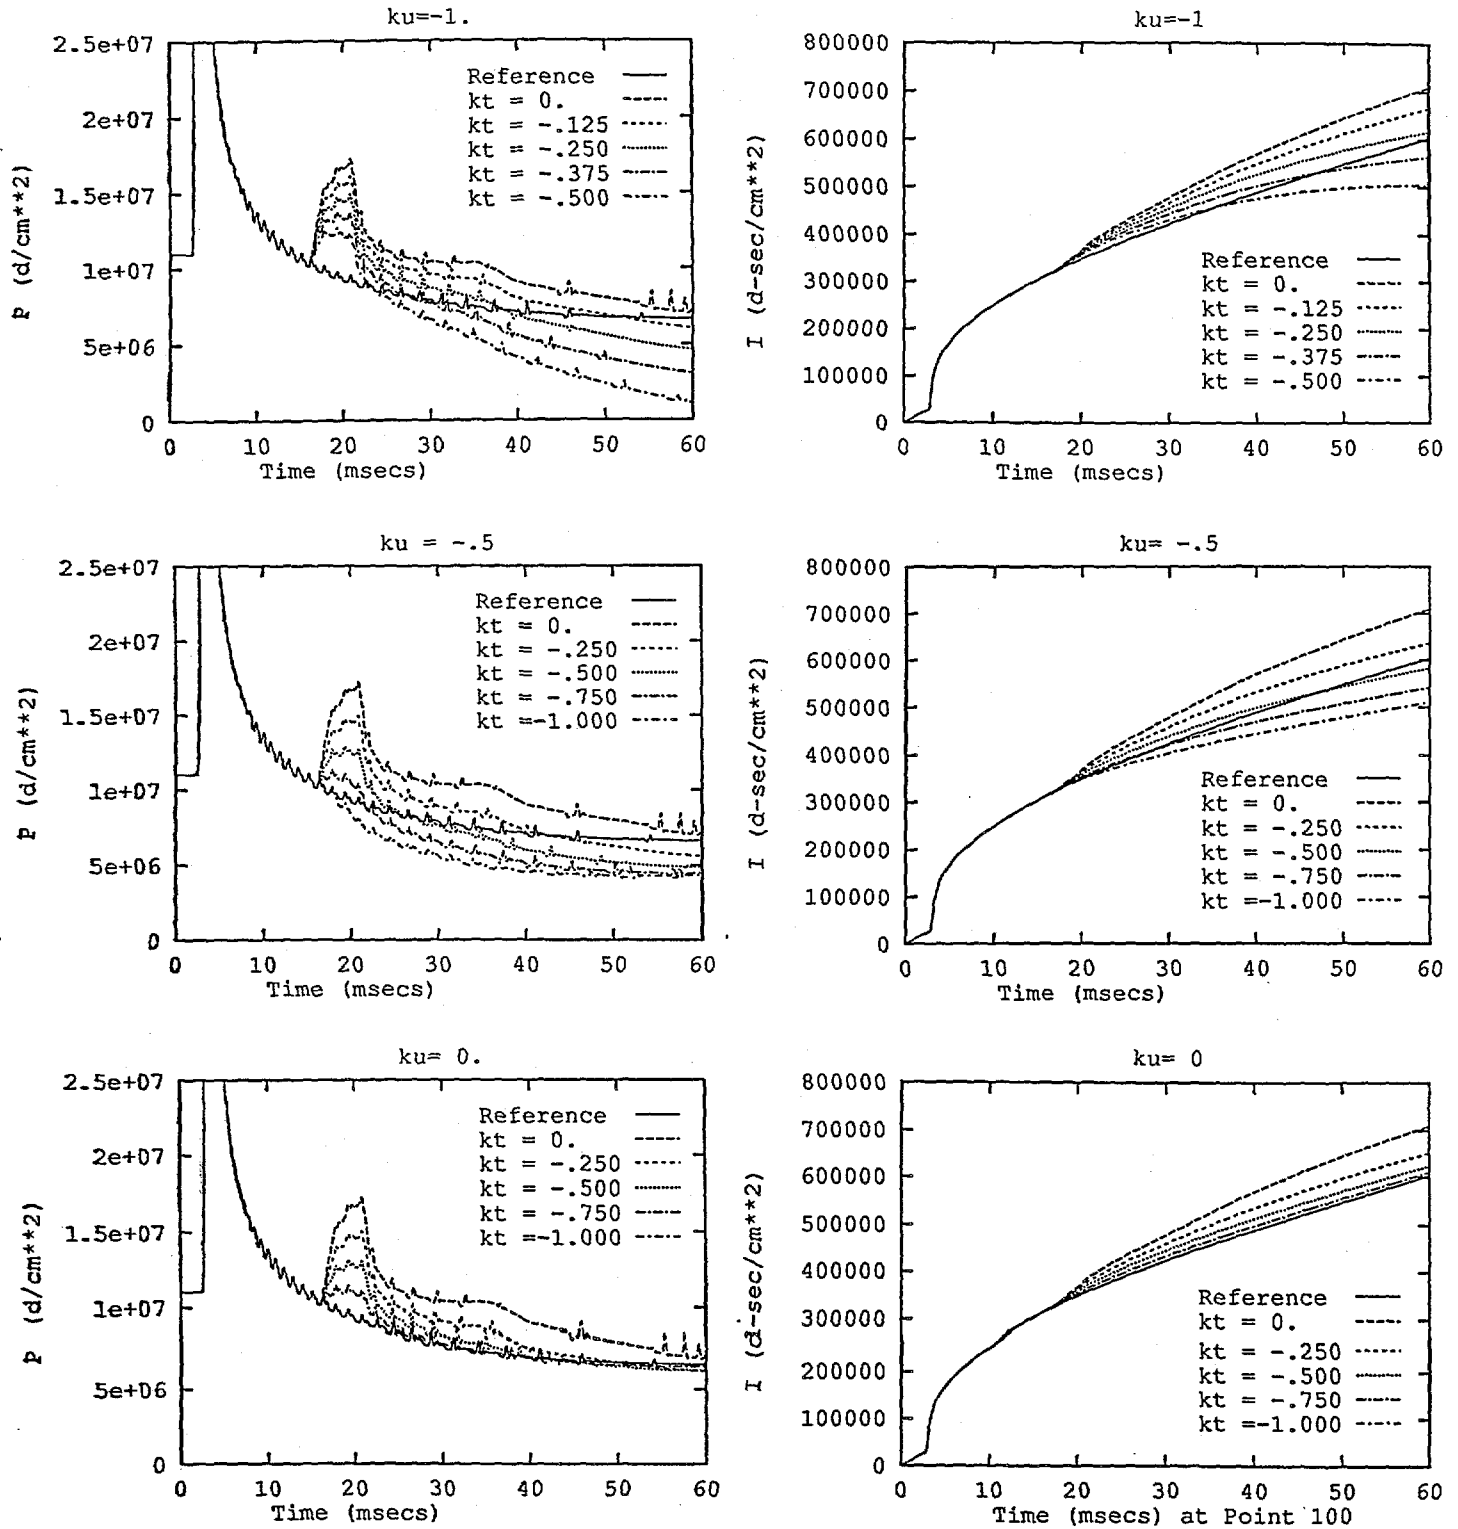 ku=-1.
2.5e+07
2e+07
1.5e+07
1e+07
5e+06
0
p (d/cm**2)
Reference
kt = 0.
kt = -.125
kt = -.250
kt = -.375
kt = -.500
0 10 20 30 40 50 60
Time (msecs)
ku=-1
800000
700000
600000
500000
400000
300000
200000
100000
0
I (d-sec/cm**2)
Reference
kt = 0.
kt = -.125
kt = -.250
kt = -.375
kt = -.500
0 10 20 30 40 50 60
Time (msecs)
ku = -.5
2.5e+07
2e+07
1.5e+07
1e+07
5e+06
0
p (d/cm**2)
Reference
kt = 0.
kt = -.250
kt = -.500
kt = -.750
kt =-1.000
0 10 20 30 40 50 60
Time (msecs)
ku= -.5
800000
700000
600000
500000
400000
300000
200000
100000
0
I (d-sec/cm**2)
Reference
kt = 0.
kt = -.250
kt = -.500
kt = -.750
kt =-1.000
0 10 20 30 40 50 60
Time (msecs)
ku= 0.
2.5e+07
2e+07
1.5e+07
1e+07
5e+06
0
p (d/cm**2)
Reference
kt = 0.
kt = -.250
kt = -.500
kt = -.750
kt =-1.000
0 10 20 30 40 50 60
Time (msecs)
ku= 0
800000
700000
600000
500000
400000
300000
200000
100000
0
I (d-sec/cm**2)
Reference
kt = 0.
kt = -.250
kt = -.500
kt = -.750
kt =-1.000
0 10 20 30 40 50 60
Time (msecs) at Point 100